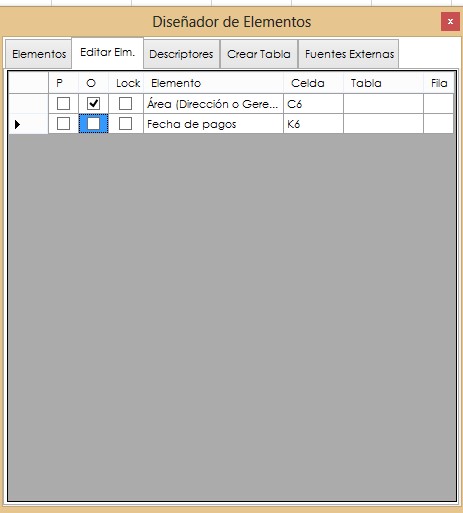 Diseñador de Elementos
x
Elementos Editar Elm. Descriptores Crear Tabla Fuentes Externas
P O Lock Elemento Celda Tabla Fila
Área (Dirección o Gere... C6
Fecha de pagos K6